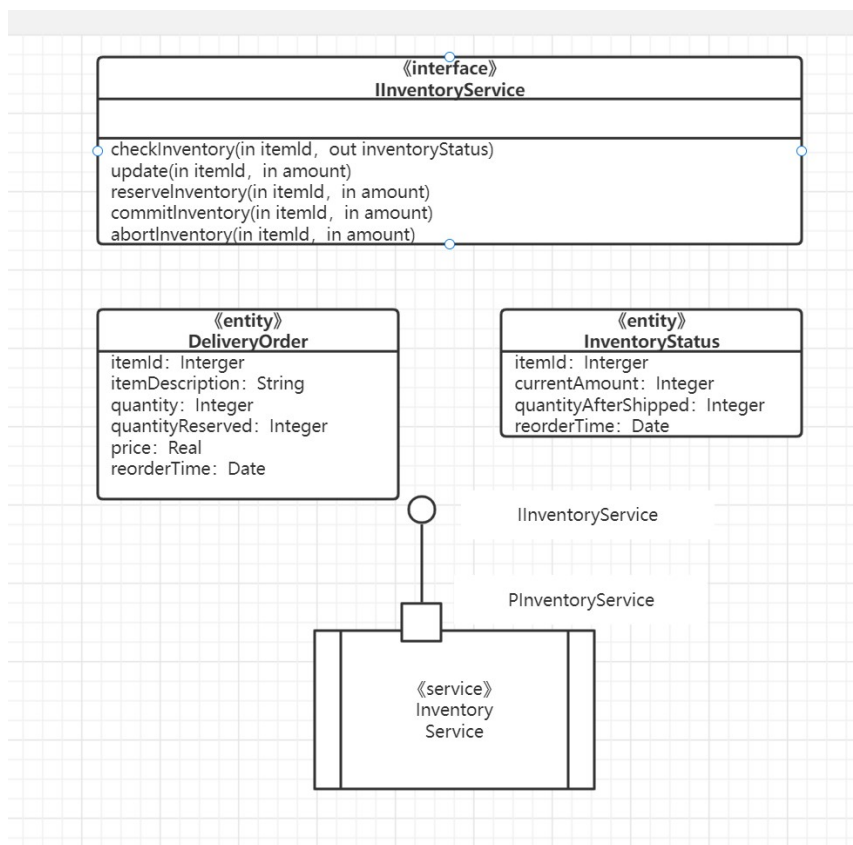 《interface》
IInventoryService
checkInventory(in itemId，out inventoryStatus)
update(in itemId，in amount)
reserveInventory(in itemId，in amount)
commitInventory(in itemId，in amount)
abortInventory(in itemId，in amount)
《entity》
DeliveryOrder
itemId：Interger
itemDescription：String
quantity：Integer
quantityReserved：Integer
price：Real
reorderTime：Date
《entity》
InventoryStatus
itemId：Interger
currentAmount：Integer
quantityAfterShipped：Integer
reorderTime：Date
IInventoryService
PInventoryService
《service》
Inventory
Service